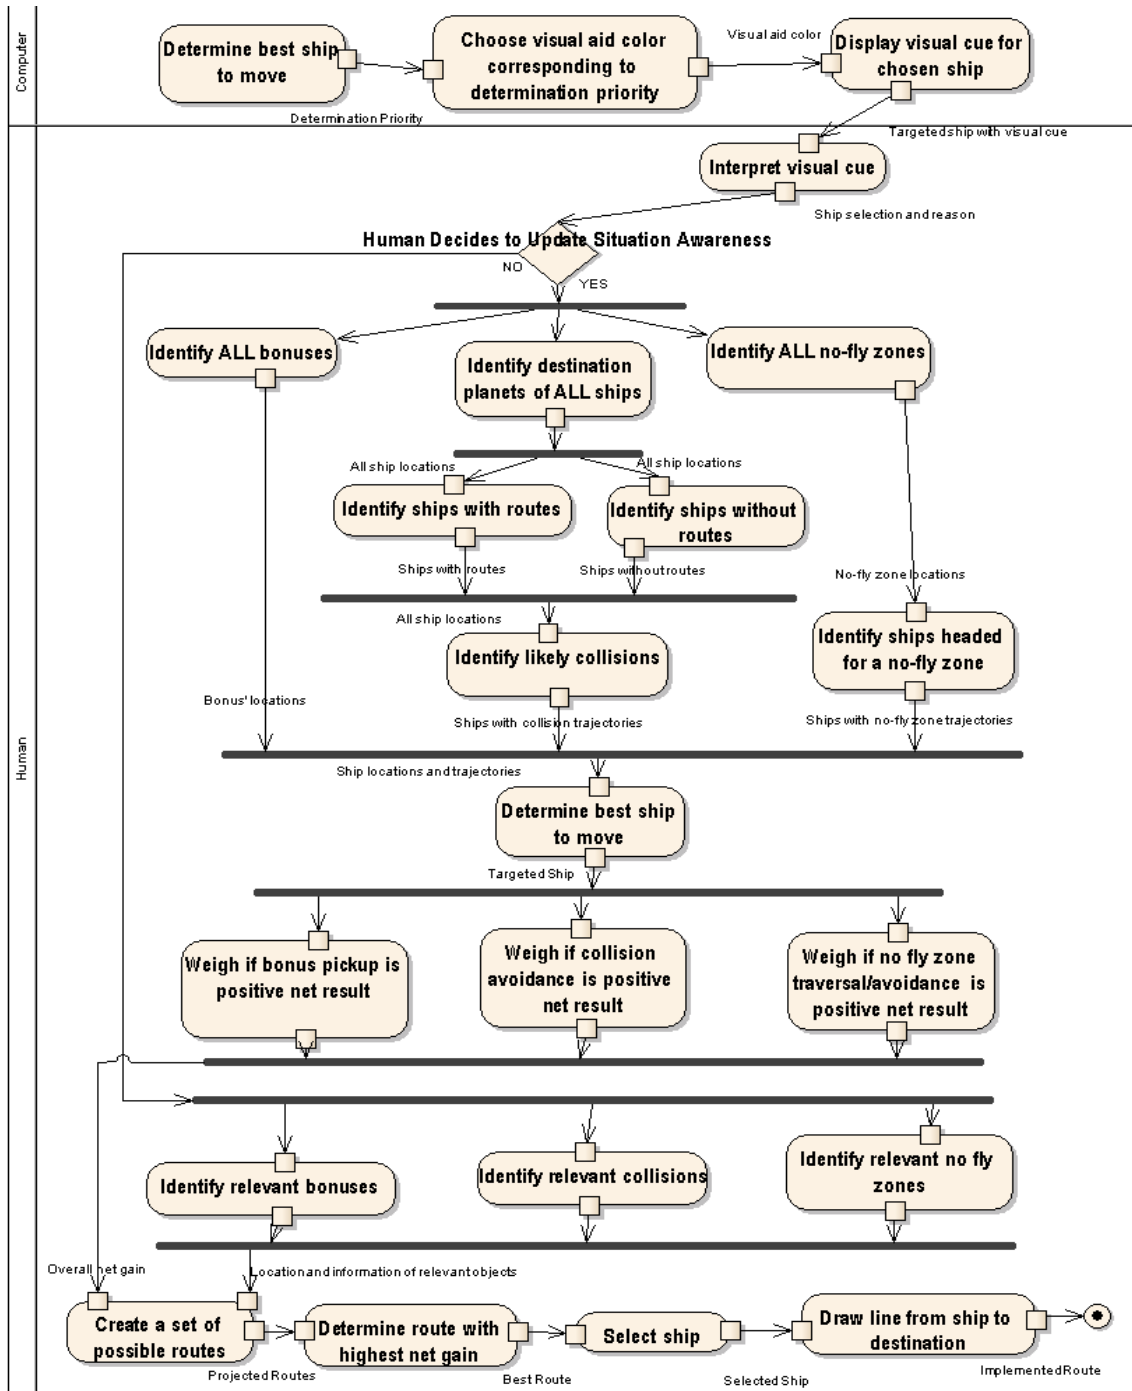 Computer
Determine best ship
to move
Determination Priority
Choose visual aid color
corresponding to
determination priority
Visual aid color
Display visual cue for
chosen ship
Targeted ship with visual cue
Human
Interpret visual cue
Ship selection and reason
Human Decides to Update Situation Awareness
NO
YES
Identify ALL bonuses
Identify destination
planets of ALL ships
Identify ALL no-fly zones
All ship locations
All ship locations
Identify ships with routes
Identify ships without
routes
Ships with routes
Ships without routes
No-fly zone locations
All ship locations
Identify likely collisions
Identify ships headed
for a no-fly zone
Bonus' locations
Ships with collision trajectories
Ships with no-fly zone trajectories
Ship locations and trajectories
Determine best ship
to move
Targeted Ship
Weigh if bonus pickup is
positive net result
Weigh if collision
avoidance is positive
net result
Weigh if no fly zone
traversal/avoidance is
positive net result
Identify relevant bonuses
Identify relevant collisions
Identify relevant no fly
zones
Overall net gain
Location and information of relevant objects
Create a set of
possible routes
Projected Routes
Determine route with
highest net gain
Best Route
Select ship
Selected Ship
Draw line from ship to
destination
Implemented Route